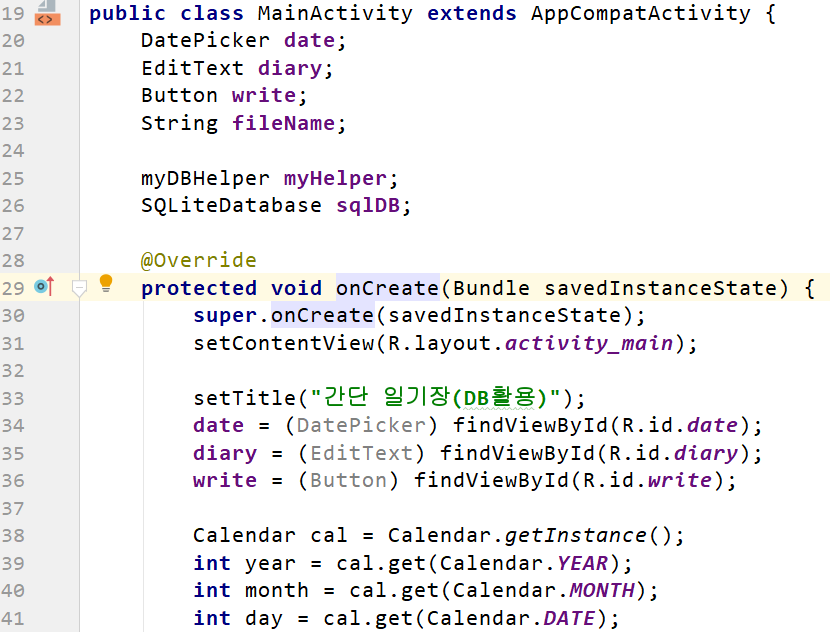 19 public class MainActivity extends AppCompatActivity {
20 DatePicker date;
21 EditText diary;
22 Button write;
23 String fileName;
24
25 myDBHelper myHelper;
26 SQLiteDatabase sqlDB;
27
28 @Override
29 protected void onCreate(Bundle savedInstanceState) {
30 super.onCreate(savedInstanceState);
31 setContentView(R.layout.activity_main);
32
33 setTitle("간단 일기장(DB활용)");
34 date = (DatePicker) findViewById(R.id.date);
35 diary = (EditText) findViewById(R.id.diary);
36 write = (Button) findViewById(R.id.write);
37
38 Calendar cal = Calendar.getInstance();
39 int year = cal.get(Calendar.YEAR);
40 int month = cal.get(Calendar.MONTH);
41 int day = cal.get(Calendar.DATE);